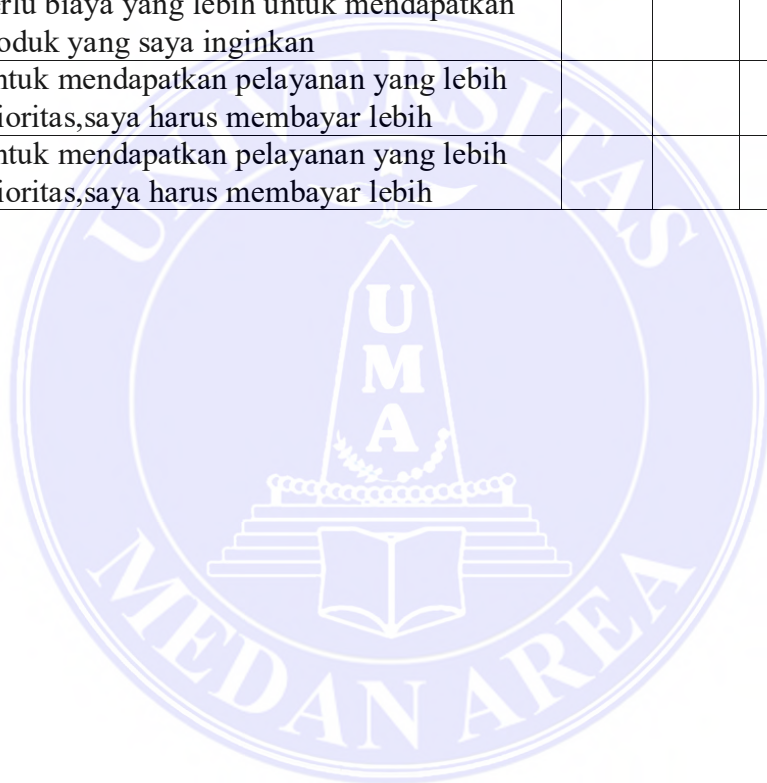 rlu biaya yang lebih untuk mendapatkan
oduk yang saya inginkan
ntuk mendapatkan pelayanan yang lebih
ioritas,saya harus membayar lebih
ntuk mendapatkan pelayanan yang lebih
ioritas,saya harus membayar lebih
UNIVERSITAS
U
M
A
MEDAN AREA